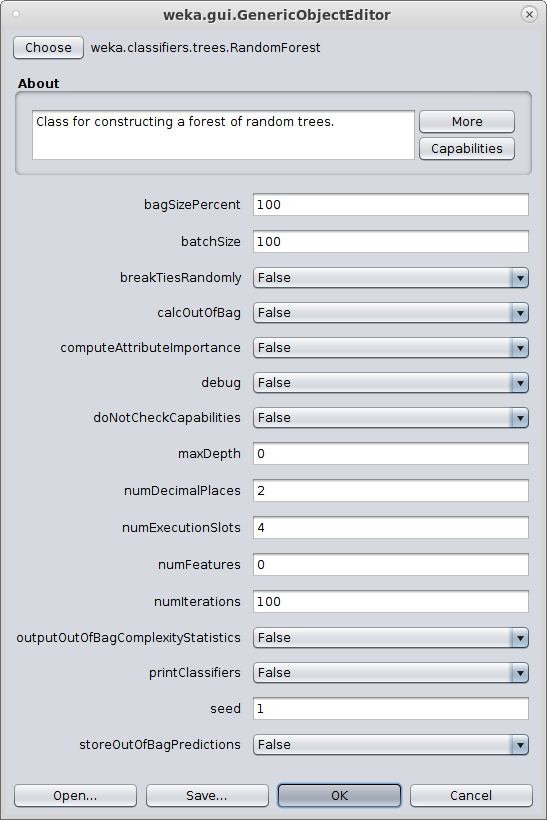 weka.gui.GenericObjectEditor
Choose weka.classifiers.trees.RandomForest
About
Class for constructing a forest of random trees.
More
Capabilities
bagSizePercent 100
batchSize 100
breakTiesRandomly False
calcOutOfBag False
computeAttributeImportance False
debug False
doNotCheckCapabilities False
maxDepth 0
numDecimalPlaces 2
numExecutionSlots 4
numFeatures 0
numIterations 100
outputOutOfBagComplexityStatistics False
printClassifiers False
seed 1
storeOutOfBagPredictions False
Open... Save... OK Cancel